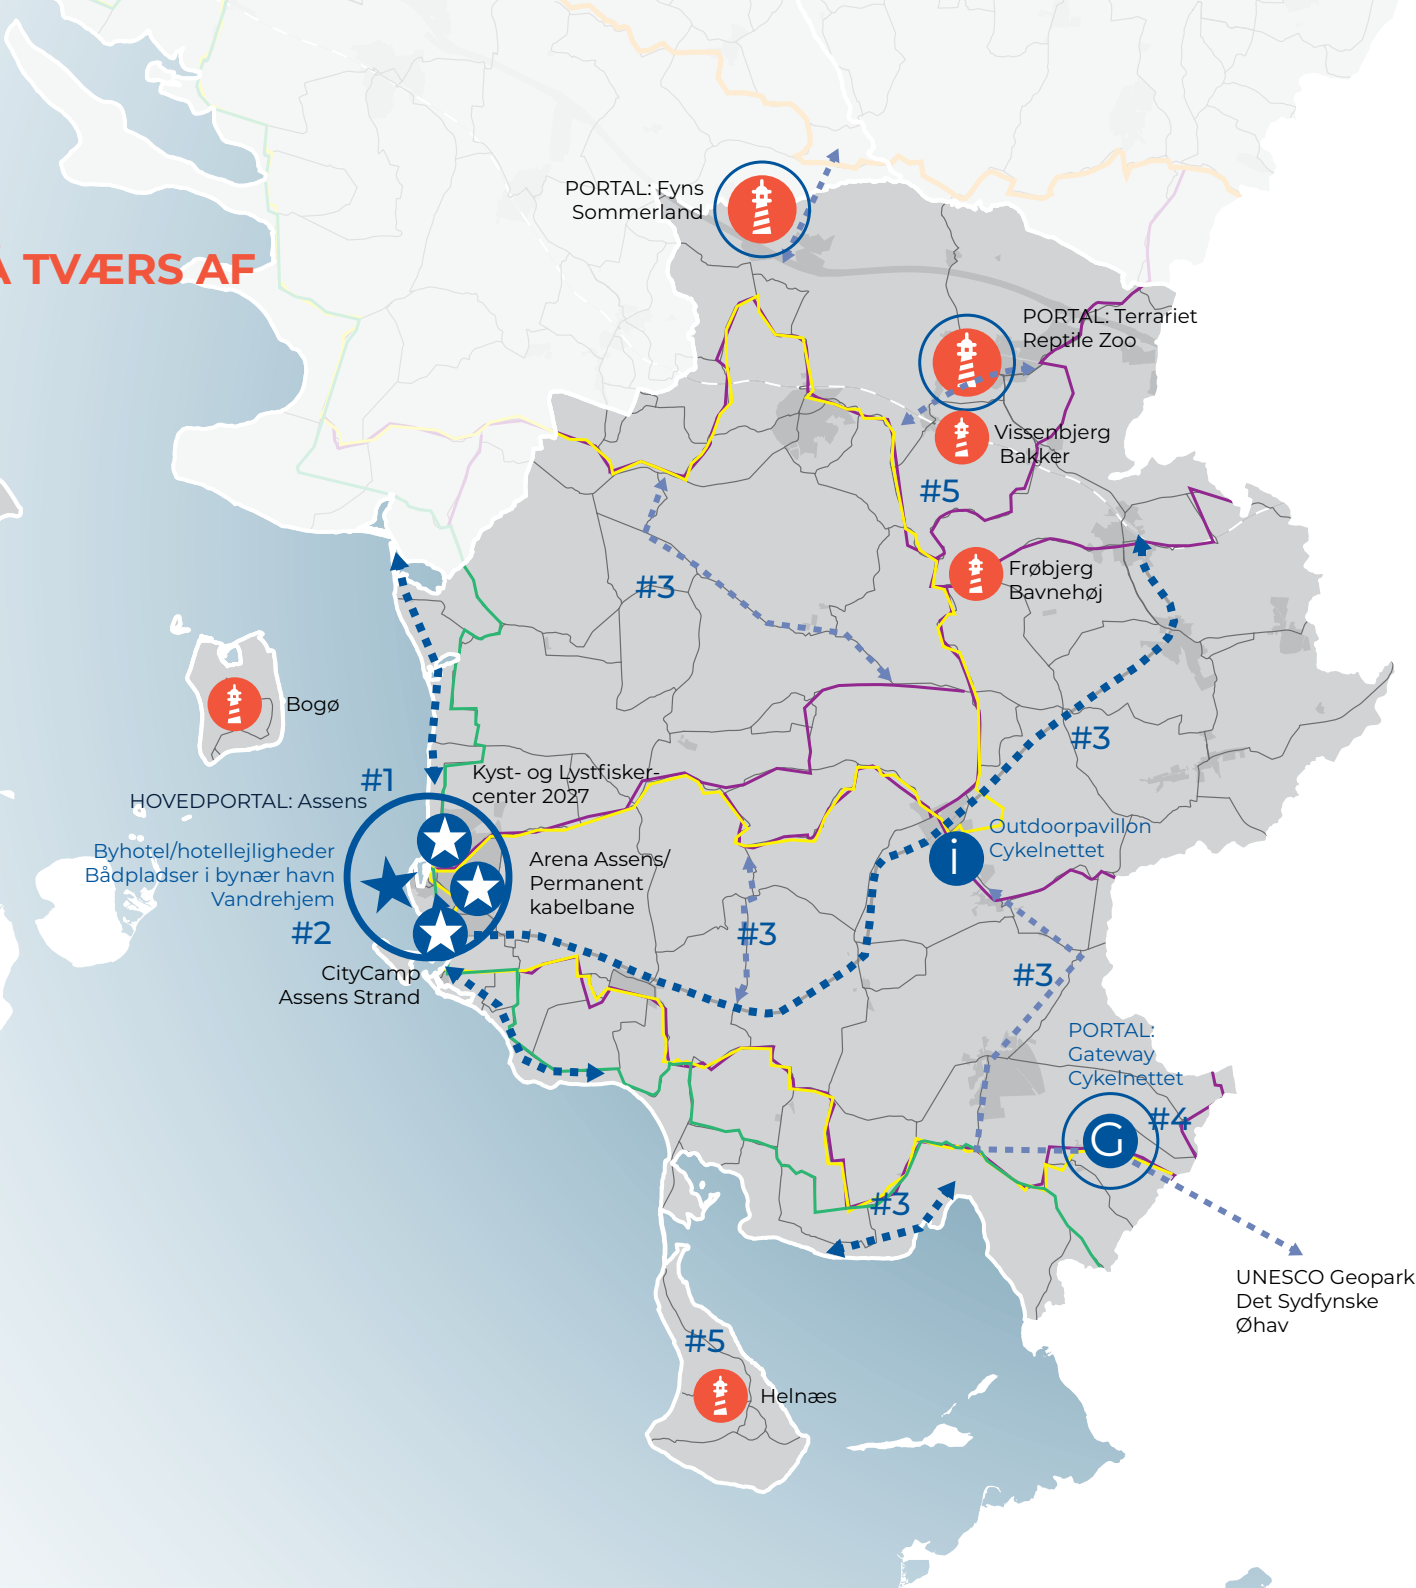 PORTAL: Fyns
Sommerland
TVÆRS AF
PORTAL: Terrariet
Reptile Zoo
Vissenbjerg
Bakker
#5
Frøbjerg
Bavnehøj
#3
Bogø
#3
#1
Kyst- og Lystfisker-
center 2027
HOVEDPORTAL: Assens
Outdoorpavillon
Cykelnettet
i
Byhotel/hotellejligheder
Bådpladser i bynær havn
Vandrehjem
Arena Assens/
Permanent
kabelbane
#2
#3
CityCamp
Assens Strand
#3
PORTAL:
Gateway
Cykelnettet
#4
G
#3
UNESCO Geopark
Det Sydfynske
Øhav
#5
Helnæs